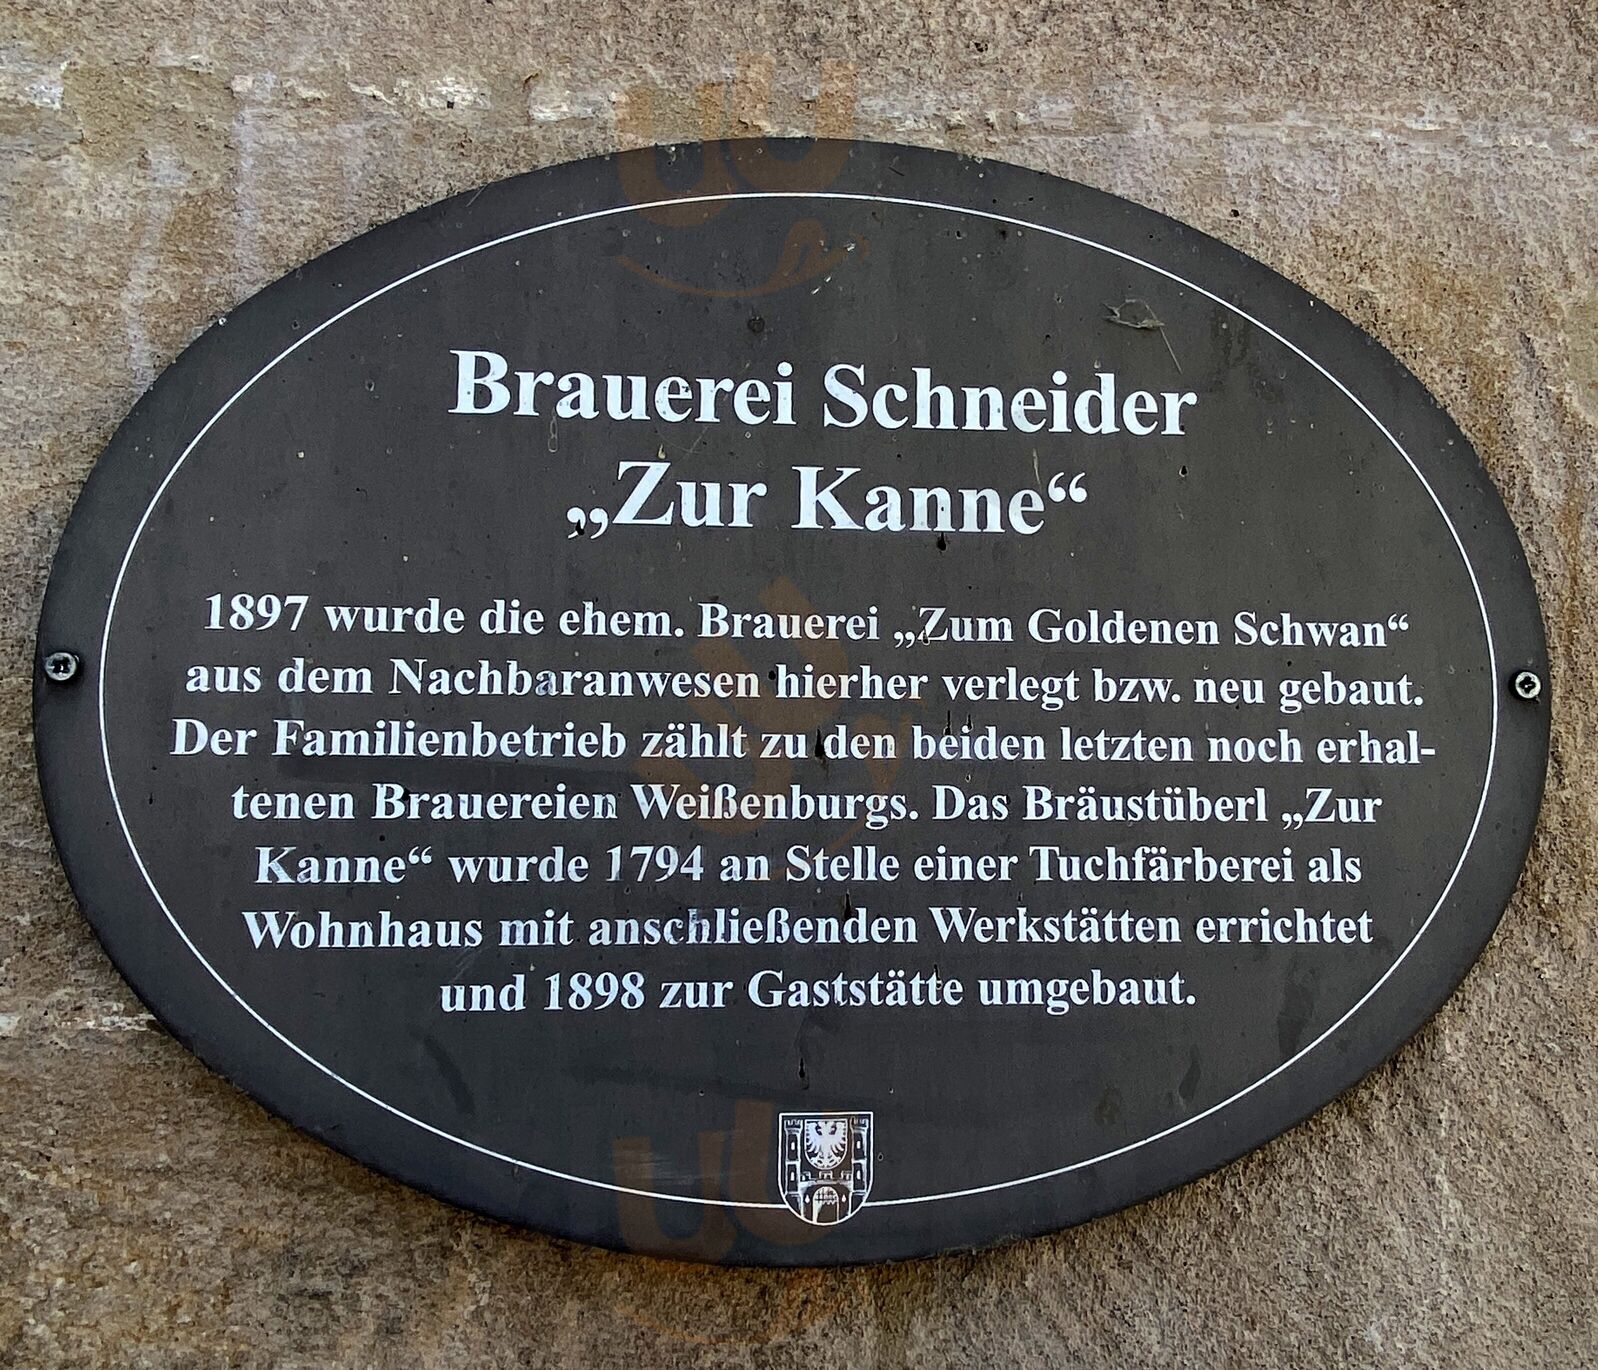 Brauerei Schneider
„Zur Kanne“
1897 wurde die ehem. Brauerei „Zum Goldenen Schwan“
aus dem Nachbaranwesen hierher verlegt bzw. neu gebaut.
Der Familienbetrieb zählt zu den beiden letzten noch erhal-
tenen Brauereien Weißenburgs. Das Bräustüberl „Zur
Kanne“ wurde 1794 an Stelle einer Tuchfärberei als
Wohnhaus mit anschließenden Werkstätten errichtet
und 1898 zur Gaststätte umgebaut.